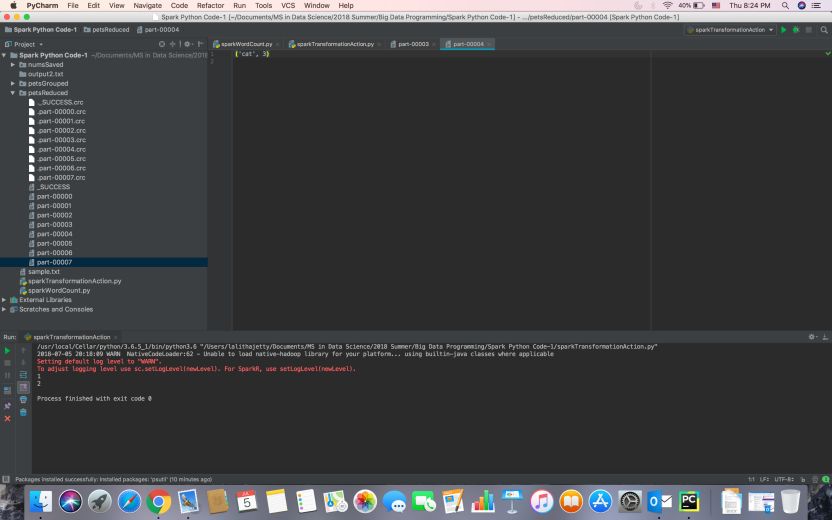 PyCharm File Edit View Navigate Code Refactor Run Tools VCS Window Help 40% Thu 8:24 PM
Spark Python Code-1 [~/Documents/MS in Data Science/2018 Summer/Big Data Programming/Spark Python Code-1] - .../petsReduced/part-00004 [Spark Python Code-1]
Spark Python Code-1 petsReduced part-00004 sparkTransformationAction
Project sparkWordCount.py sparkTransformationAction.py part-00003 part-00004
Spark Python Code-1 ~/Documents/MS in Data Science/2018
1 ('cat', 3)
2
numsSaved
output2.txt
petsGrouped
petsReduced
._SUCCESS.crc
.part-00000.crc
.part-00001.crc
.part-00002.crc
.part-00003.crc
.part-00004.crc
.part-00005.crc
.part-00006.crc
.part-00007.crc
_SUCCESS
part-00000
part-00001
part-00002
part-00003
part-00004
part-00005
part-00006
part-00007
sample.txt
sparkTransformationAction.py
sparkWordCount.py
External Libraries
Scratches and Consoles
Run: sparkTransformationAction
/usr/local/Cellar/python/3.6.5_1/bin/python3.6 "/Users/lalithajetty/Documents/MS in Data Science/2018 Summer/Big Data Programming/Spark Python Code-1/sparkTransformationAction.py"
2018-07-05 20:18:09 WARN NativeCodeLoader:62 - Unable to load native-hadoop library for your platform... using builtin-java classes where applicable
Setting default log level to "WARN".
To adjust logging level use sc.setLogLevel(newLevel). For SparkR, use setLogLevel(newLevel).
1
2
Process finished with exit code 0
Packages installed successfully: Installed packages: 'psutil' (10 minutes ago) 1:1 LF÷ UTF-8÷
5
PC